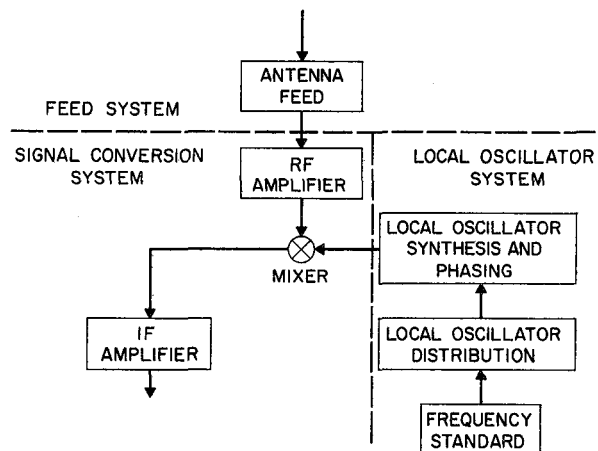 ANTENNA
FEED
FEED SYSTEM
SIGNAL CONVERSION
SYSTEM
RF
AMPLIFIER
LOCAL OSCILLATOR
SYSTEM
LOCAL OSCILLATOR
SYNTHESIS AND
PHASING
MIXER
IF
AMPLIFIER
LOCAL OSCILLATOR
DISTRIBUTION
FREQUENCY
STANDARD